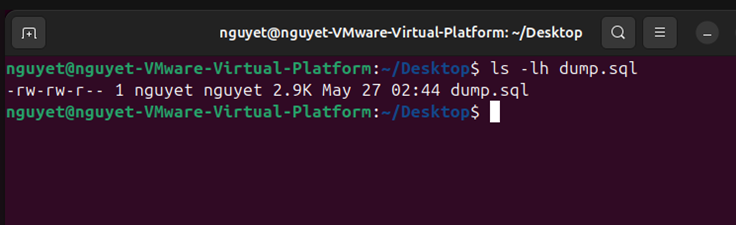 nguyet@nguyet-VMware-Virtual-Platform: ~/Desktop
nguyet@nguyet-VMware-Virtual-Platform:~/Desktop$ ls -lh dump.sql
-rw-rw-r-- 1 nguyet nguyet 2.9K May 27 02:44 dump.sql
nguyet@nguyet-VMware-Virtual-Platform:~/Desktop$